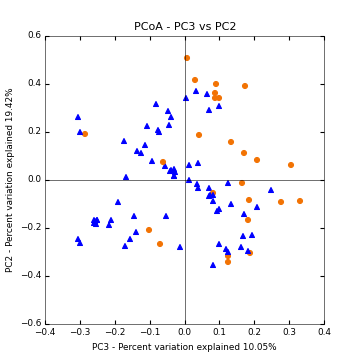 PCoA - PC3 vs PC2
0.6
0.4
0.2
0.0
−0.2
−0.4
−0.6
PC2 - Percent variation explained 19.42%
−0.4 −0.3 −0.2 −0.1 0.0 0.1 0.2 0.3 0.4
PC3 - Percent variation explained 10.05%